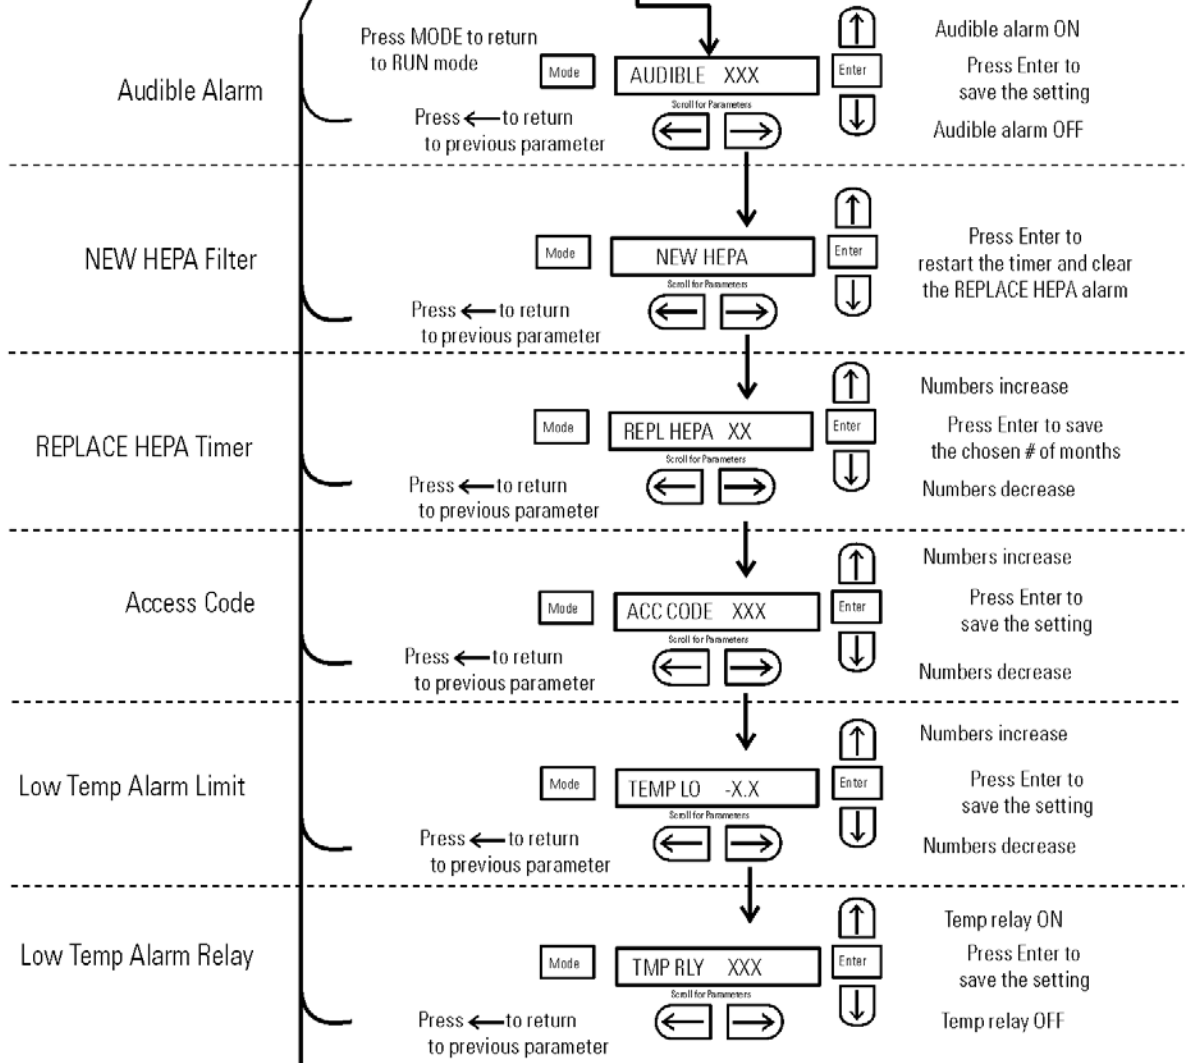 Audible Alarm
Press MODE to return
to RUN mode
Press ← to return
to previous parameter
Mode
AUDIBLE XXX
Scroll for Parameters
Enter
Audible alarm ON
Press Enter to
save the setting
Audible alarm OFF
NEW HEPA Filter
Press ← to return
to previous parameter
Mode
NEW HEPA
Scroll for Parameters
Enter
Press Enter to
restart the timer and clear
the REPLACE HEPA alarm
REPLACE HEPA Timer
Press ← to return
to previous parameter
Mode
REPL HEPA XX
Scroll for Parameters
Enter
Numbers increase
Press Enter to save
the chosen # of months
Numbers decrease
Access Code
Press ← to return
to previous parameter
Mode
ACC CODE XXX
Scroll for Parameters
Enter
Numbers increase
Press Enter to
save the setting
Numbers decrease
Low Temp Alarm Limit
Press ← to return
to previous parameter
Mode
TEMP LO -X.X
Scroll for Parameters
Enter
Numbers increase
Press Enter to
save the setting
Numbers decrease
Low Temp Alarm Relay
Press ← to return
to previous parameter
Mode
TMP RLY XXX
Scroll for Parameters
Enter
Temp relay ON
Press Enter to
save the setting
Temp relay OFF